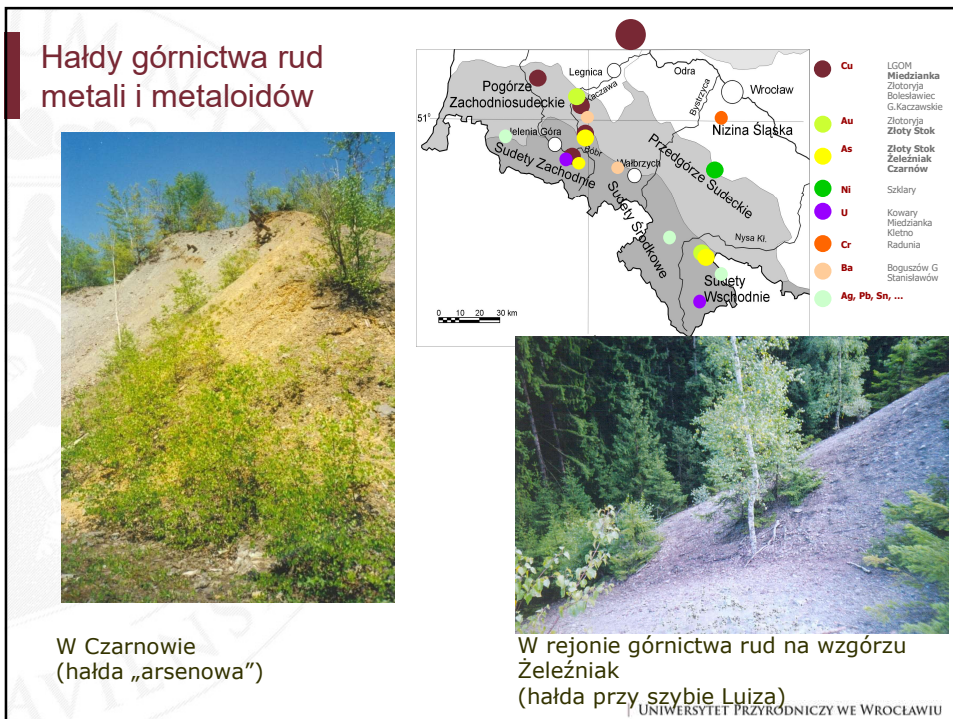 Hałdy górnictwa rud
metali i metaloidów
Legnica
Odra
Pogórze
Zachodniosudeckie
Kaczawa
Bystrzyca
Wrocław
51°
Nizina Śląska
Jelenia Góra
Bóbr
Wałbrzych
Sudety Zachodnie
Przedgórze Sudeckie
Sudety Środkowe
Nysa Kł.
Sudety
Wschodnie
0 10 20 30 km
Cu LGOM
Miedzianka
Złotoryja
Bolesławiec
G.Kaczawskie
Au Złotoryja
Złoty Stok
As Złoty Stok
Żeleźniak
Czarnów
Ni Szklary
U Kowary
Miedzianka
Kletno
Cr Radunia
Ba Boguszów G
Stanisławów
Ag, Pb, Sn, ...
W Czarnowie
(hałda „arsenowa”)
W rejonie górnictwa rud na wzgórzu
Żeleźniak
(hałda przy szybie Luiza)
UNIWERSYTET PRZYRODNICZY WE WROCŁAWIU